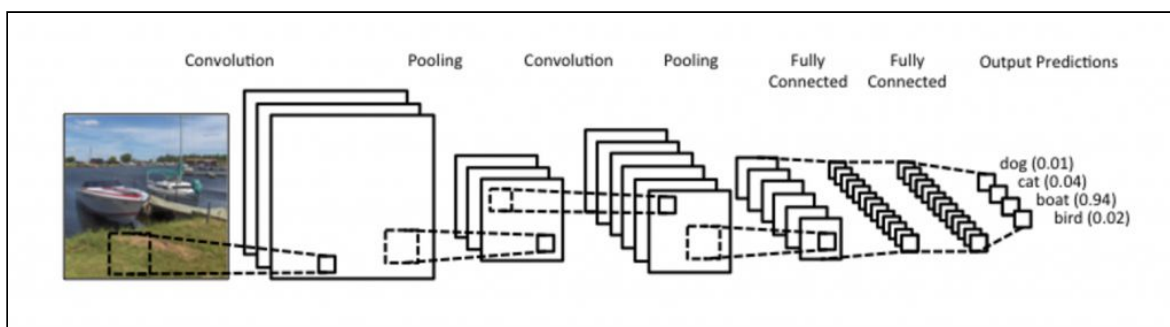 Convolution
Pooling
Convolution
Pooling
Fully
Connected
Fully
Connected
Output Predictions
dog (0.01)
cat (0.04)
boat (0.94)
bird (0.02)